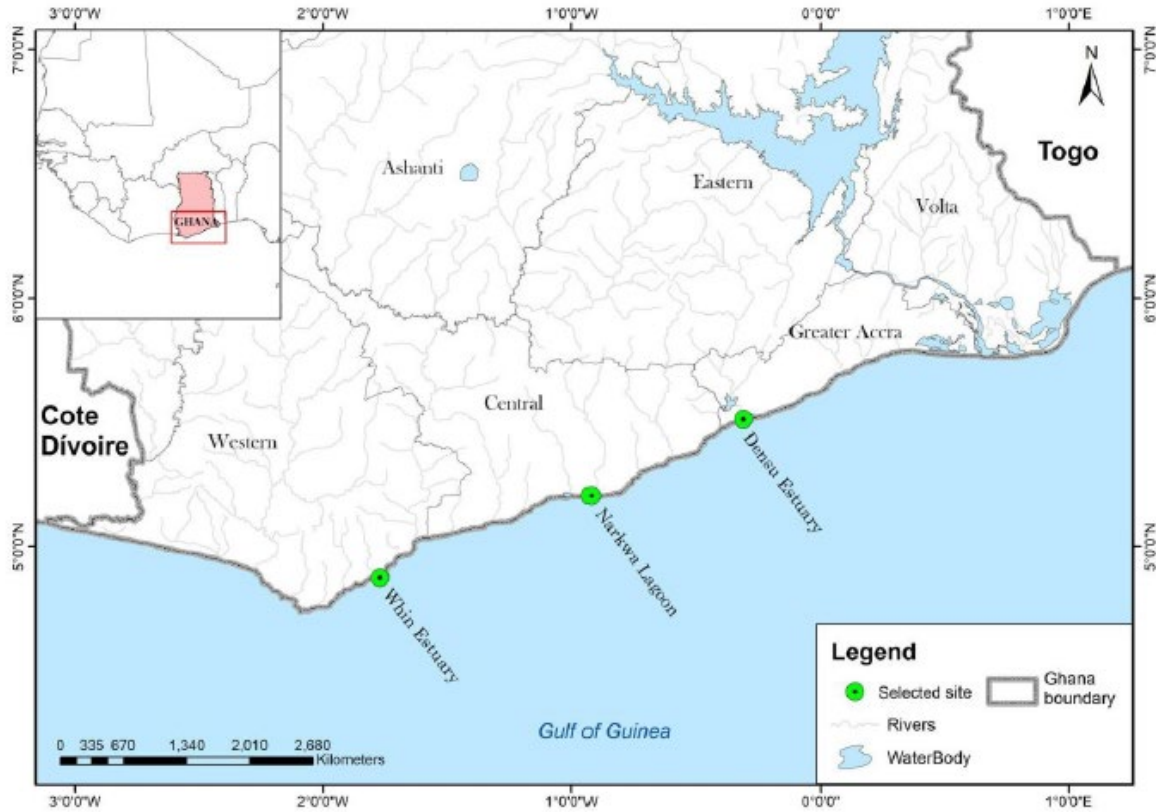 3°0'0"W 2°0'0"W 1°0'0"W 0°0'0" 1°0'0"E
7°0'0"N
7°0'0"N
N
Togo
Ashanti
Eastern
Volta
GHANA
6°0'0"N
6°0'0"N
Greater Accra
Cote
Dívoire
Central
Western
Densu Estuary
Narkwa Lagoon
Whin Estuary
5°0'0"N
5°0'0"N
Legend
Selected site
Ghana
boundary
Rivers
WaterBody
Gulf of Guinea
0 335 670 1,340 2,010 2,680
Kilometers
3°0'0"W 2°0'0"W 1°0'0"W 0°0'0" 1°0'0"E